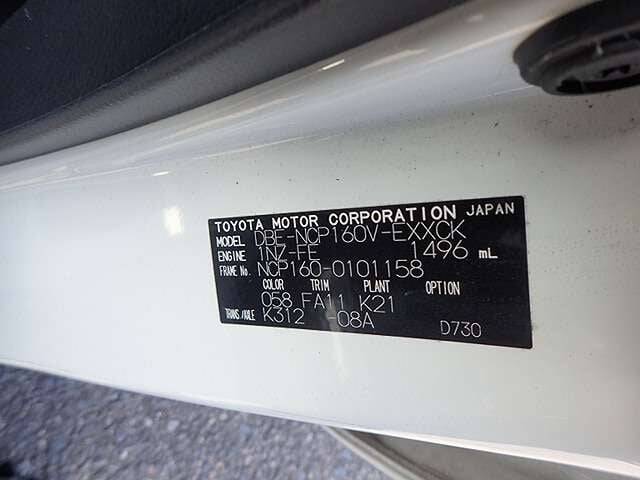 TOYOTA MOTOR CORPORATION JAPAN
MODEL DBE-NCP160V-EXXCK
ENGINE 1NZ-FE 1496 mL
FRAME No. NCP160-0101158
COLOR TRIM PLANT OPTION
058 FA11 K21
TRANS./AXLE K312 -08A
D730